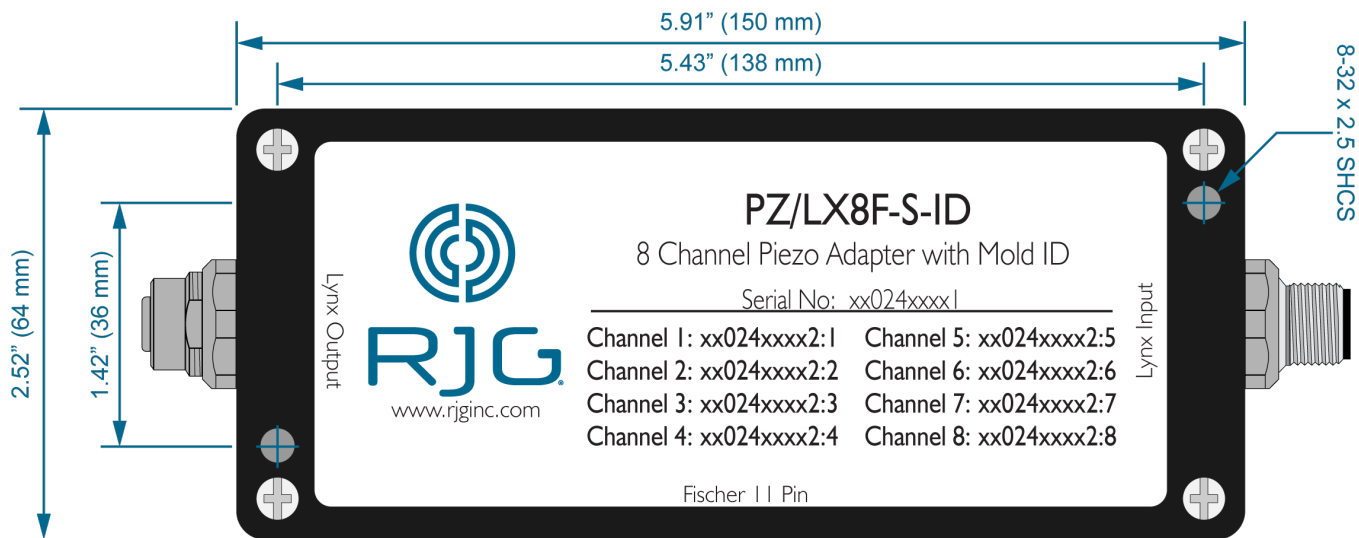 5.91” (150 mm)
5.43” (138 mm)
8-32 x 2.5 SHCS
2.52” (64 mm)
1.42” (36 mm)
Lynx Output
RJG®
www.rjginc.com
PZ/LX8F-S-ID
8 Channel Piezo Adapter with Mold ID
Serial No: xx024xxxx1
Channel 1: xx024xxxx2:1 Channel 5: xx024xxxx2:5
Channel 2: xx024xxxx2:2 Channel 6: xx024xxxx2:6
Channel 3: xx024xxxx2:3 Channel 7: xx024xxxx2:7
Channel 4: xx024xxxx2:4 Channel 8: xx024xxxx2:8
Lynx Input
Fischer 11 Pin